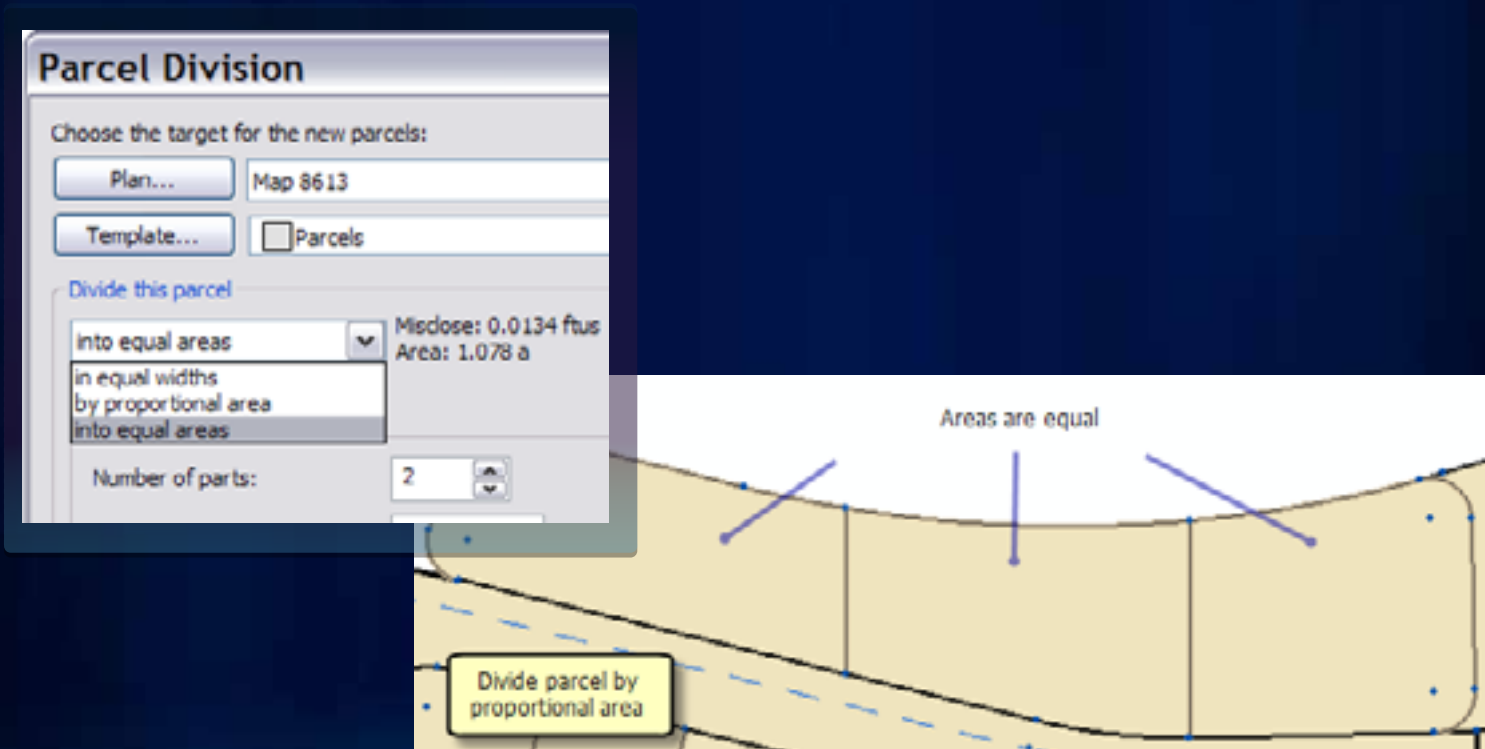 Parcel Division
Choose the target for the new parcels:
Plan...
Map 8613
Template...
Parcels
Divide this parcel
into equal areas
Misclose: 0.0134 ftus
Area: 1.078 a
in equal widths
by proportional area
into equal areas
Number of parts:
2
Areas are equal
Divide parcel by
proportional area